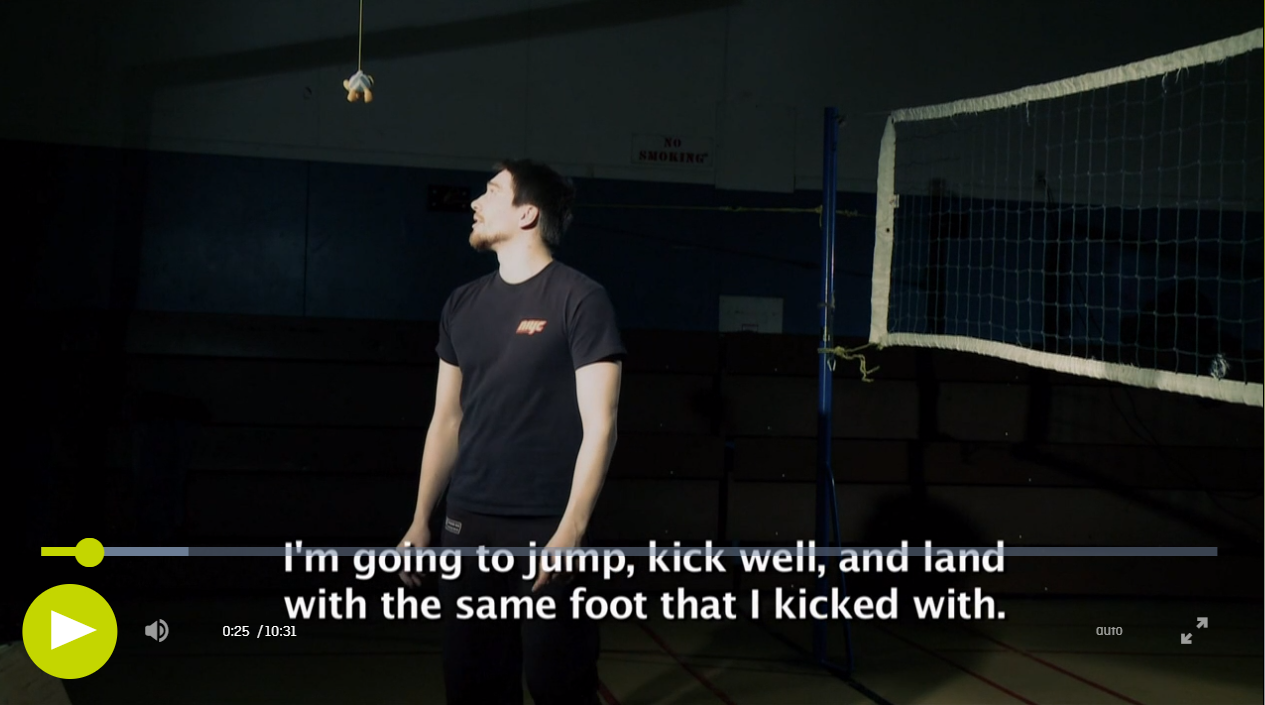 NO
SMOKING
NYC
I'm going to jump, kick well, and land
with the same foot that I kicked with.
0:25 / 10:31
auto